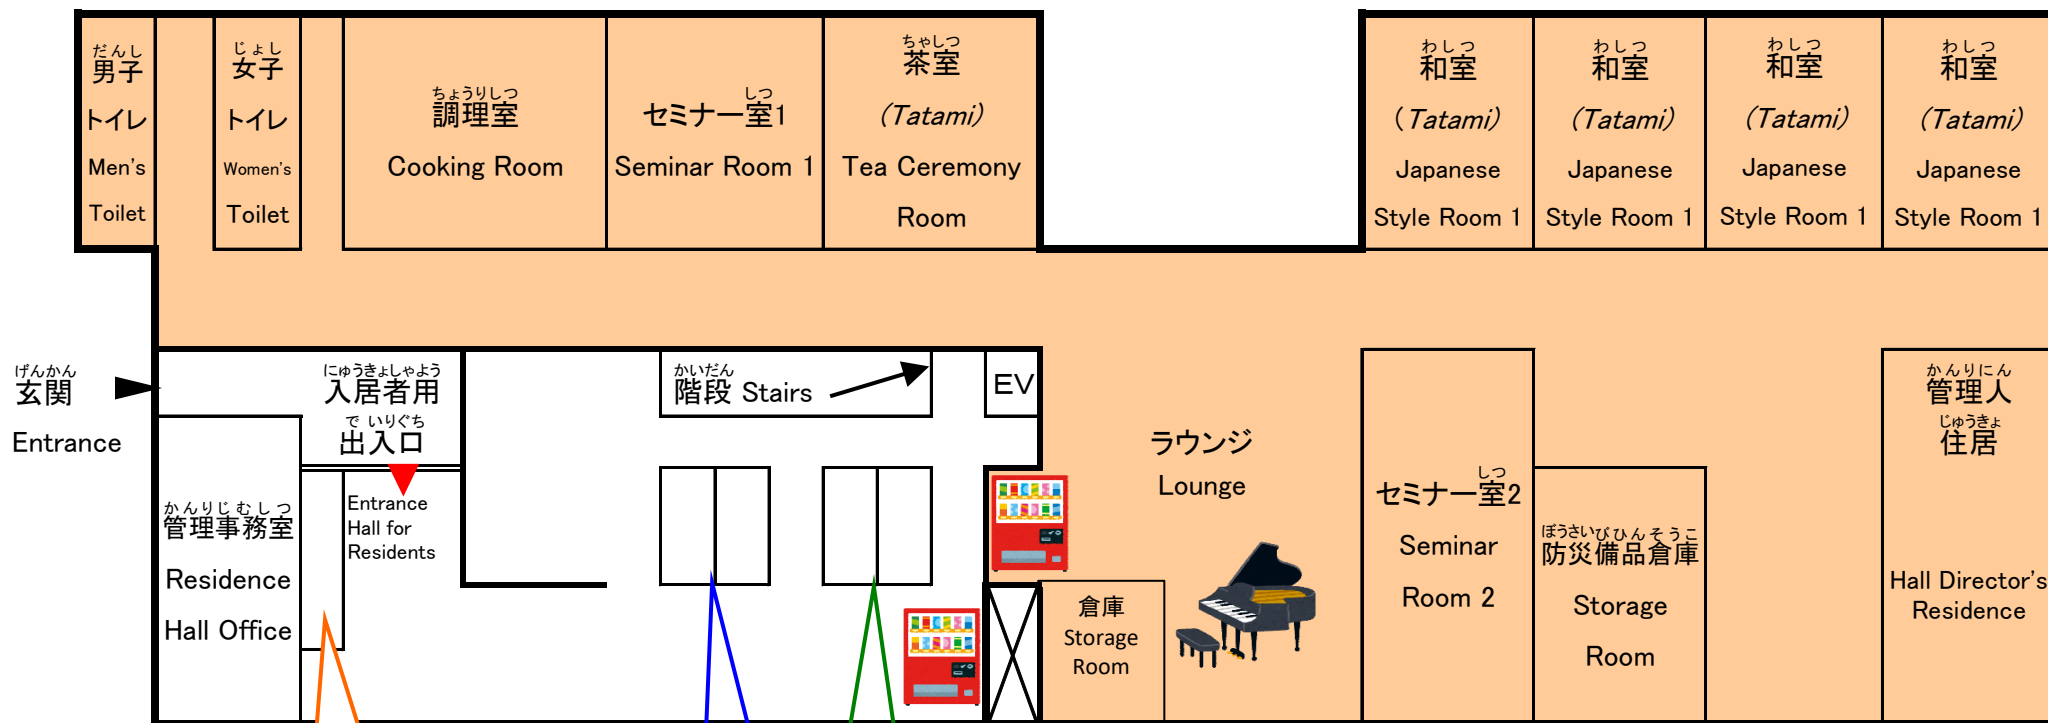 だんし
男子
トイレ
Men's
Toilet
じょし
女子
トイレ
Women's
Toilet
ちょうりしつ
調理室
Cooking Room
しつ
セミナー室1
Seminar Room 1
ちゃしつ
茶室
(Tatami)
Tea Ceremony
Room
わしつ
和室
(Tatami)
Japanese
Style Room 1
わしつ
和室
(Tatami)
Japanese
Style Room 1
わしつ
和室
(Tatami)
Japanese
Style Room 1
わしつ
和室
(Tatami)
Japanese
Style Room 1
げんかん
玄関
Entrance
にゅうきょしゃよう
入居者用
で いりぐち
出入口
Entrance
Hall for
Residents
かんりじむしつ
管理事務室
Residence
Hall Office
かいだん
階段 Stairs
EV
ラウンジ
Lounge
倉庫
Storage
Room
しつ
セミナー室2
Seminar
Room 2
ぼうさいびひんそうこ
防災備品倉庫
Storage
Room
かんりにん
管理人
じゅうきょ
住居
Hall Director's
Residence